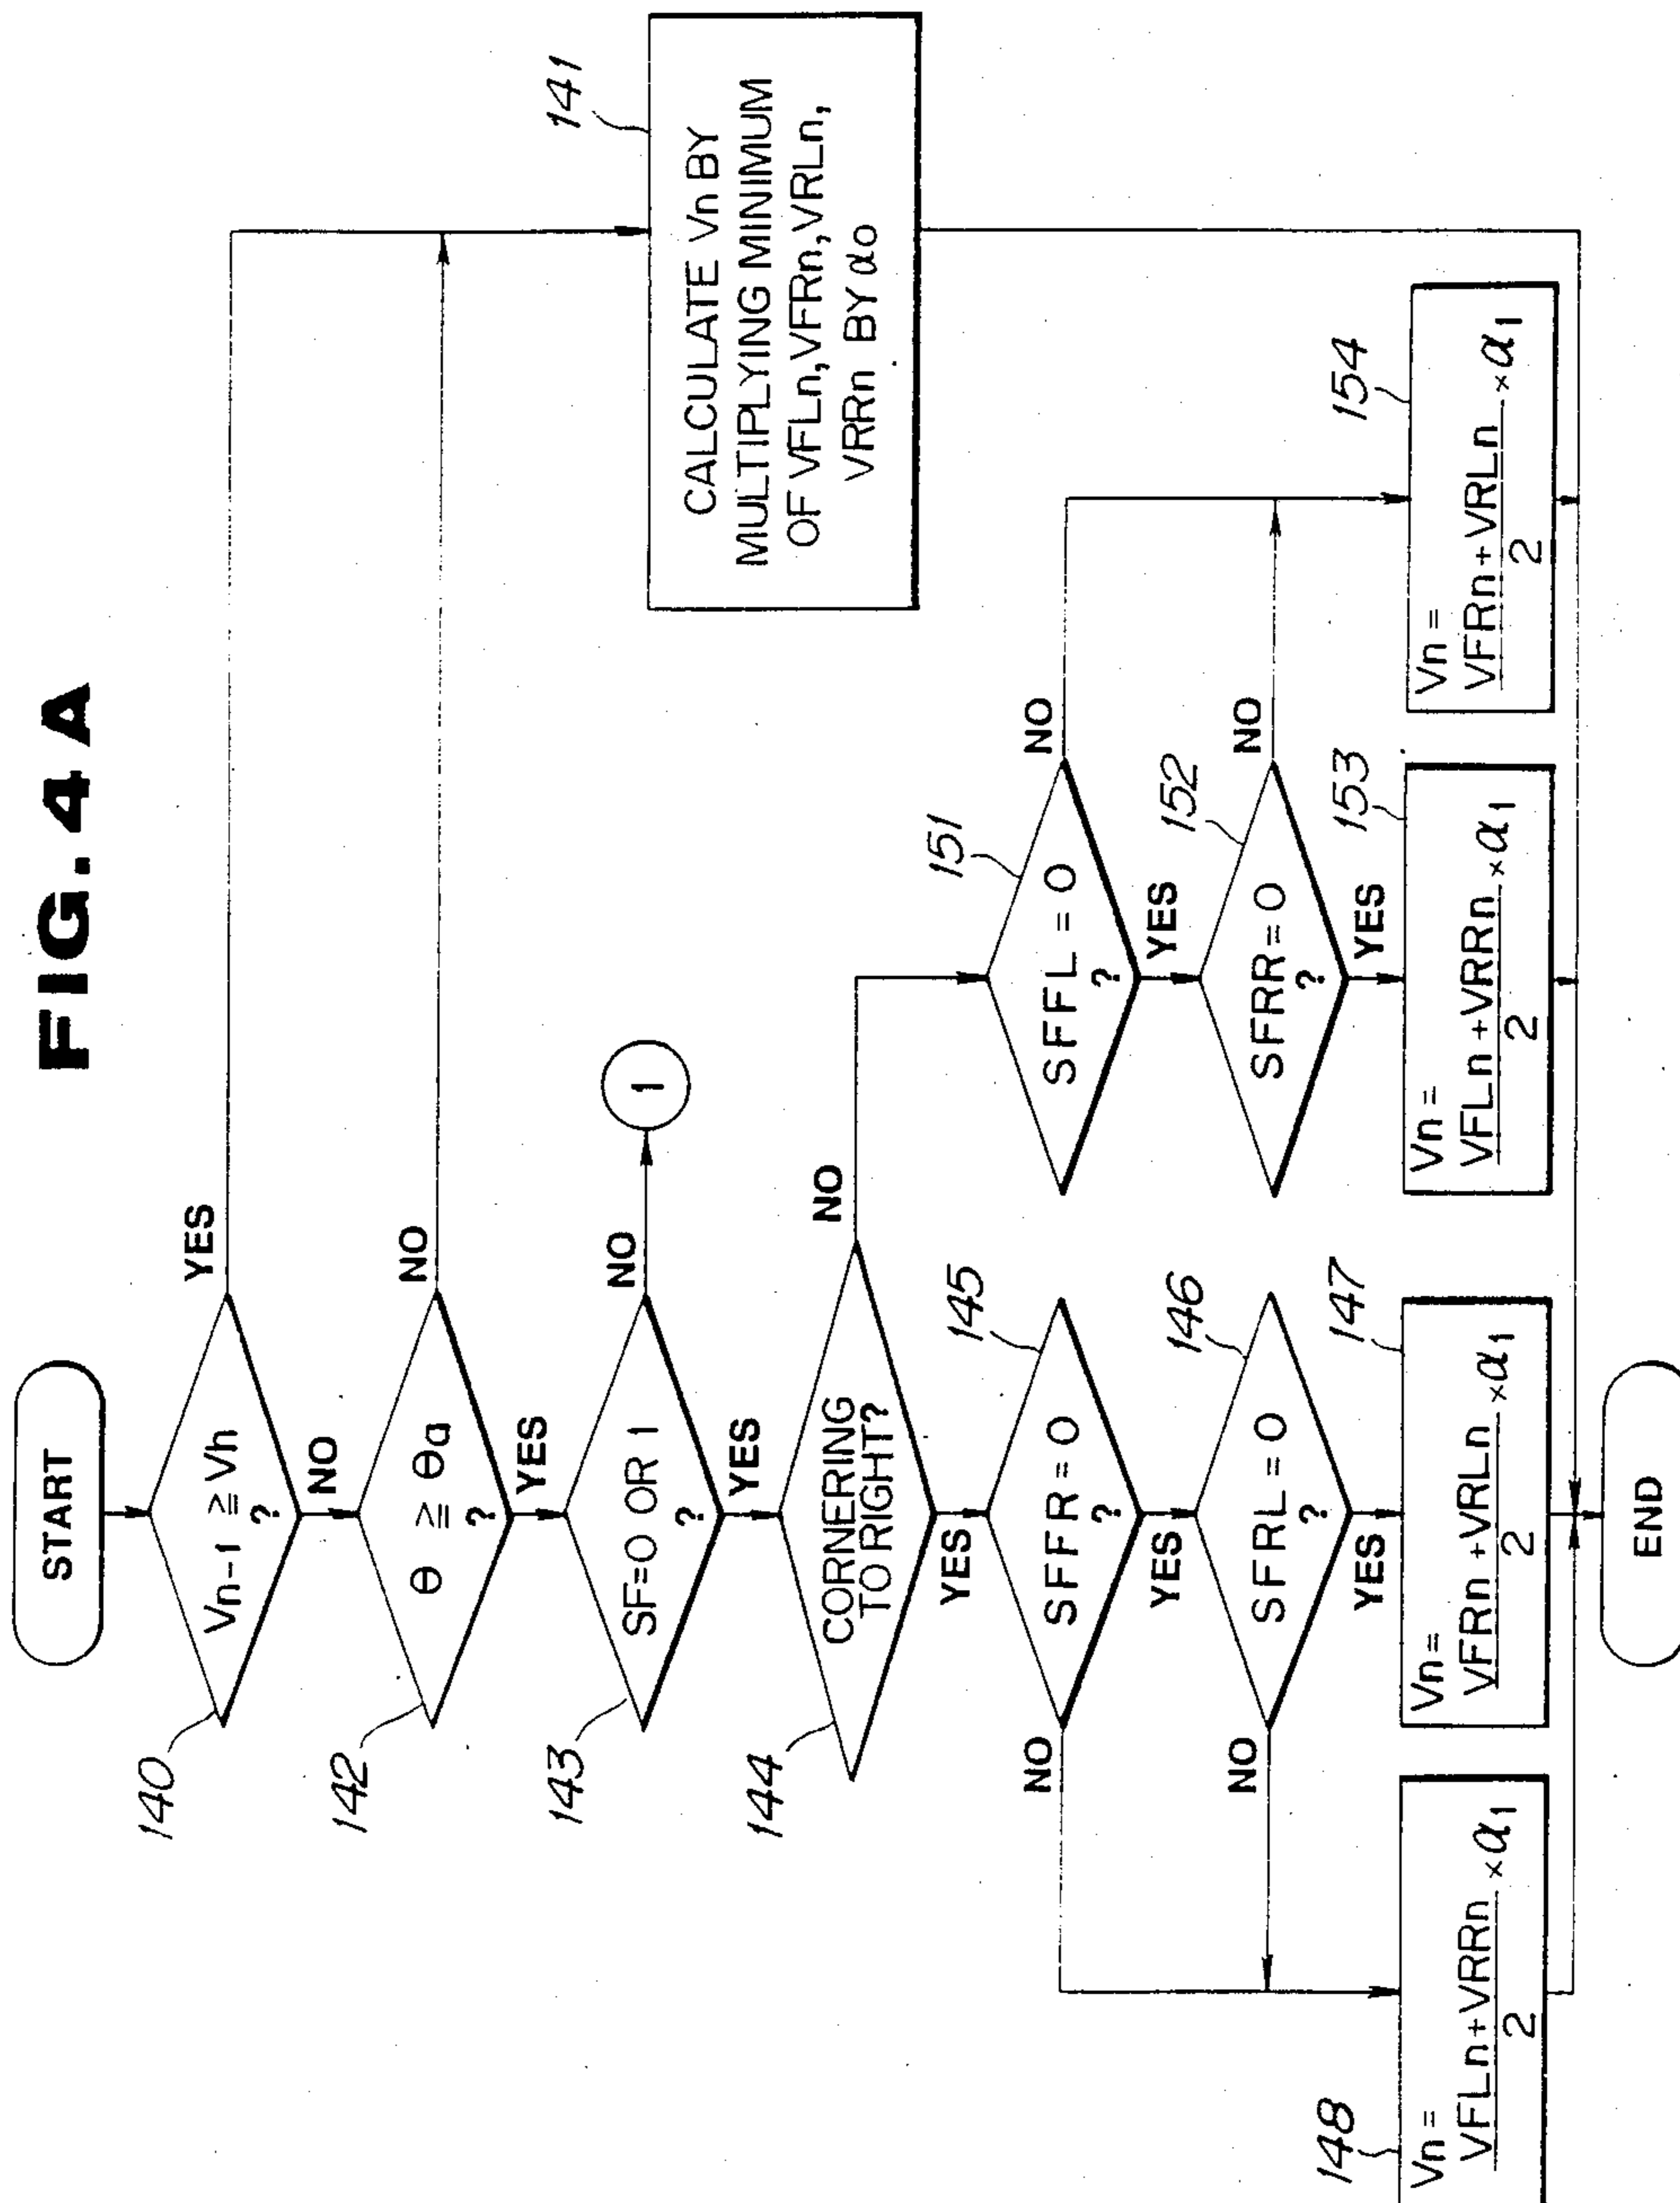 FIG. 4 A
START
140
Vn-1 ≧ Vh
?
YES
NO
142
θ ≧ θa
?
NO
YES
141
CALCULATE Vn BY
MULTIPLYING MINIMUM
OF VFLn, VFRn, VRLn,
VRRn BY αo
143
SF=0 OR 1
?
NO
1
YES
144
CORNERING
TO RIGHT?
NO
YES
145
SFFR = 0
?
NO
YES
151
SFFL = 0
?
NO
YES
146
SFRL = 0
?
NO
YES
152
SFRR = 0
?
NO
YES
148
Vn =
VFLn + VRRn
2
× α1
147
Vn =
VFRn + VRLn
2
× α1
153
Vn =
VFLn + VRRn
2
× α1
154
Vn =
VFRn + VRLn
2
× α1
END